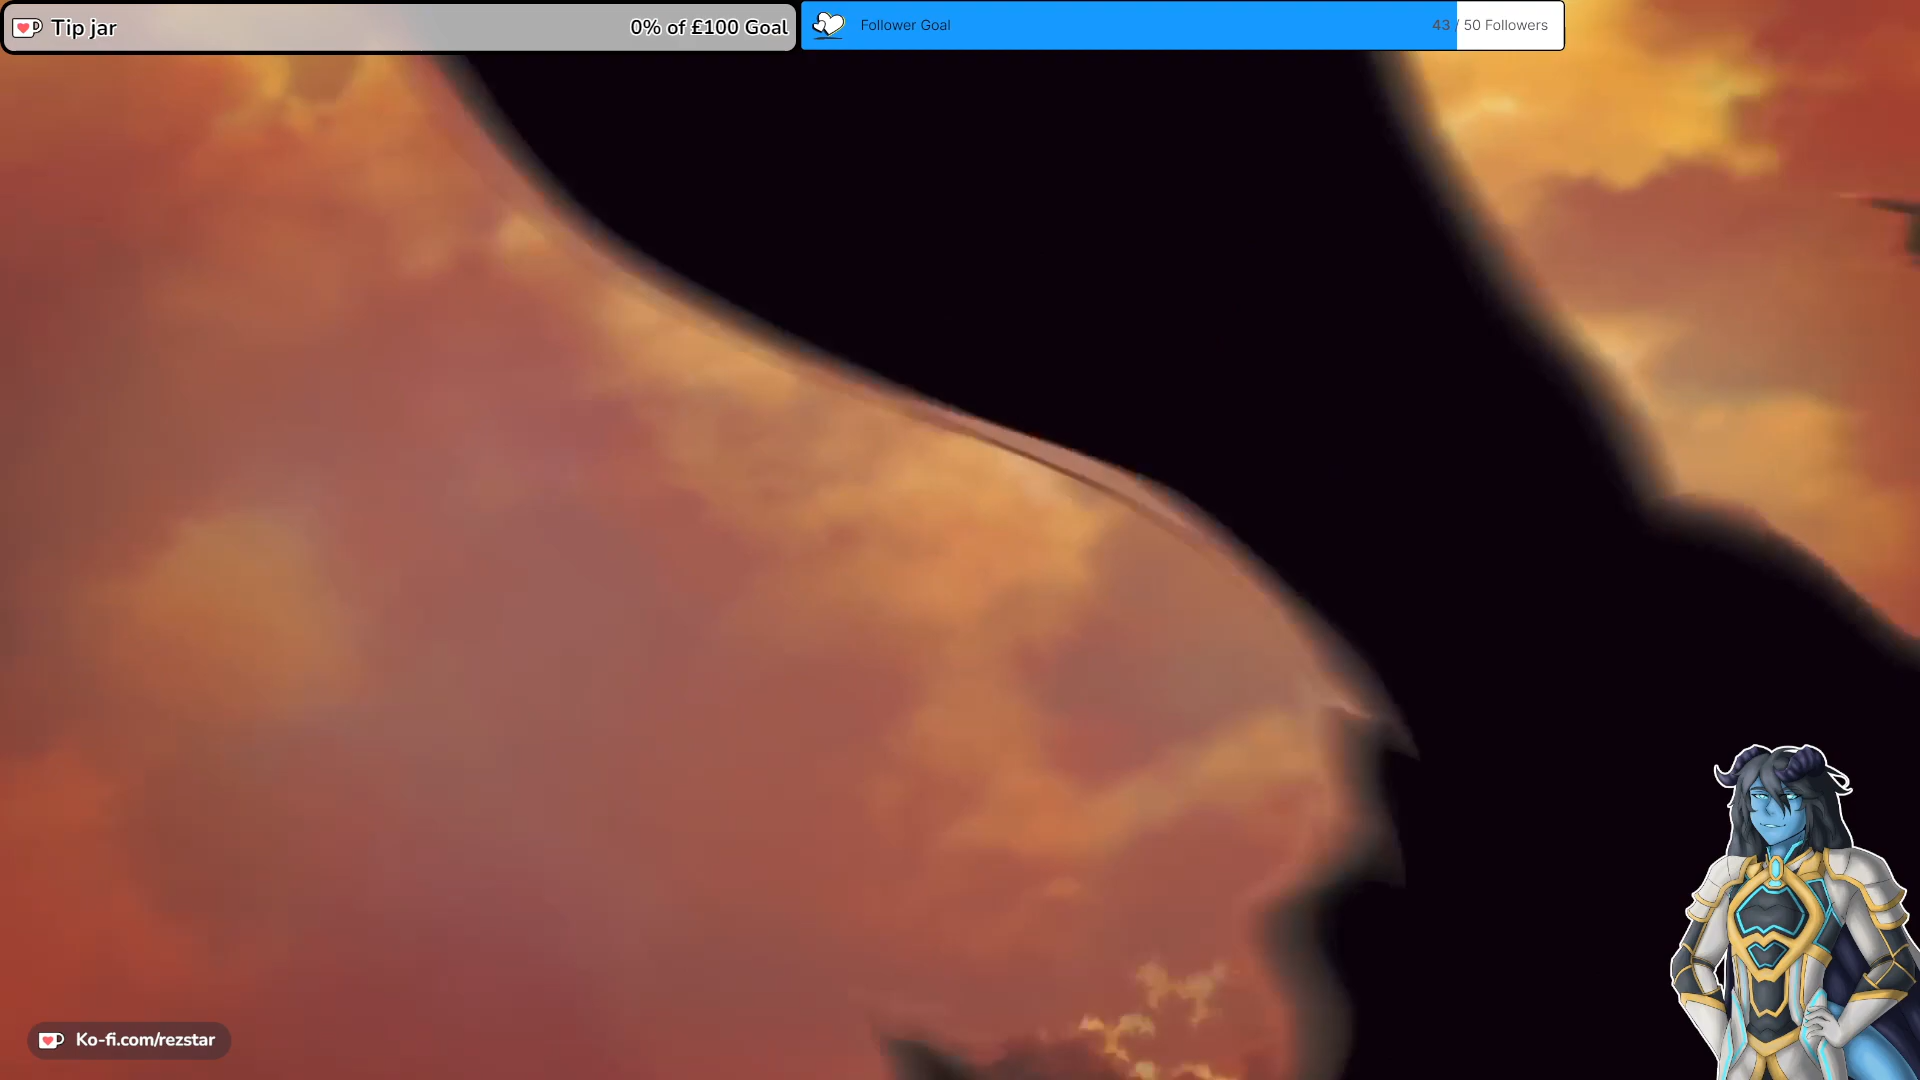 Tip jar
0% of £100 Goal
Follower Goal
43 / 50 Followers
Ko-fi.com/rezstar